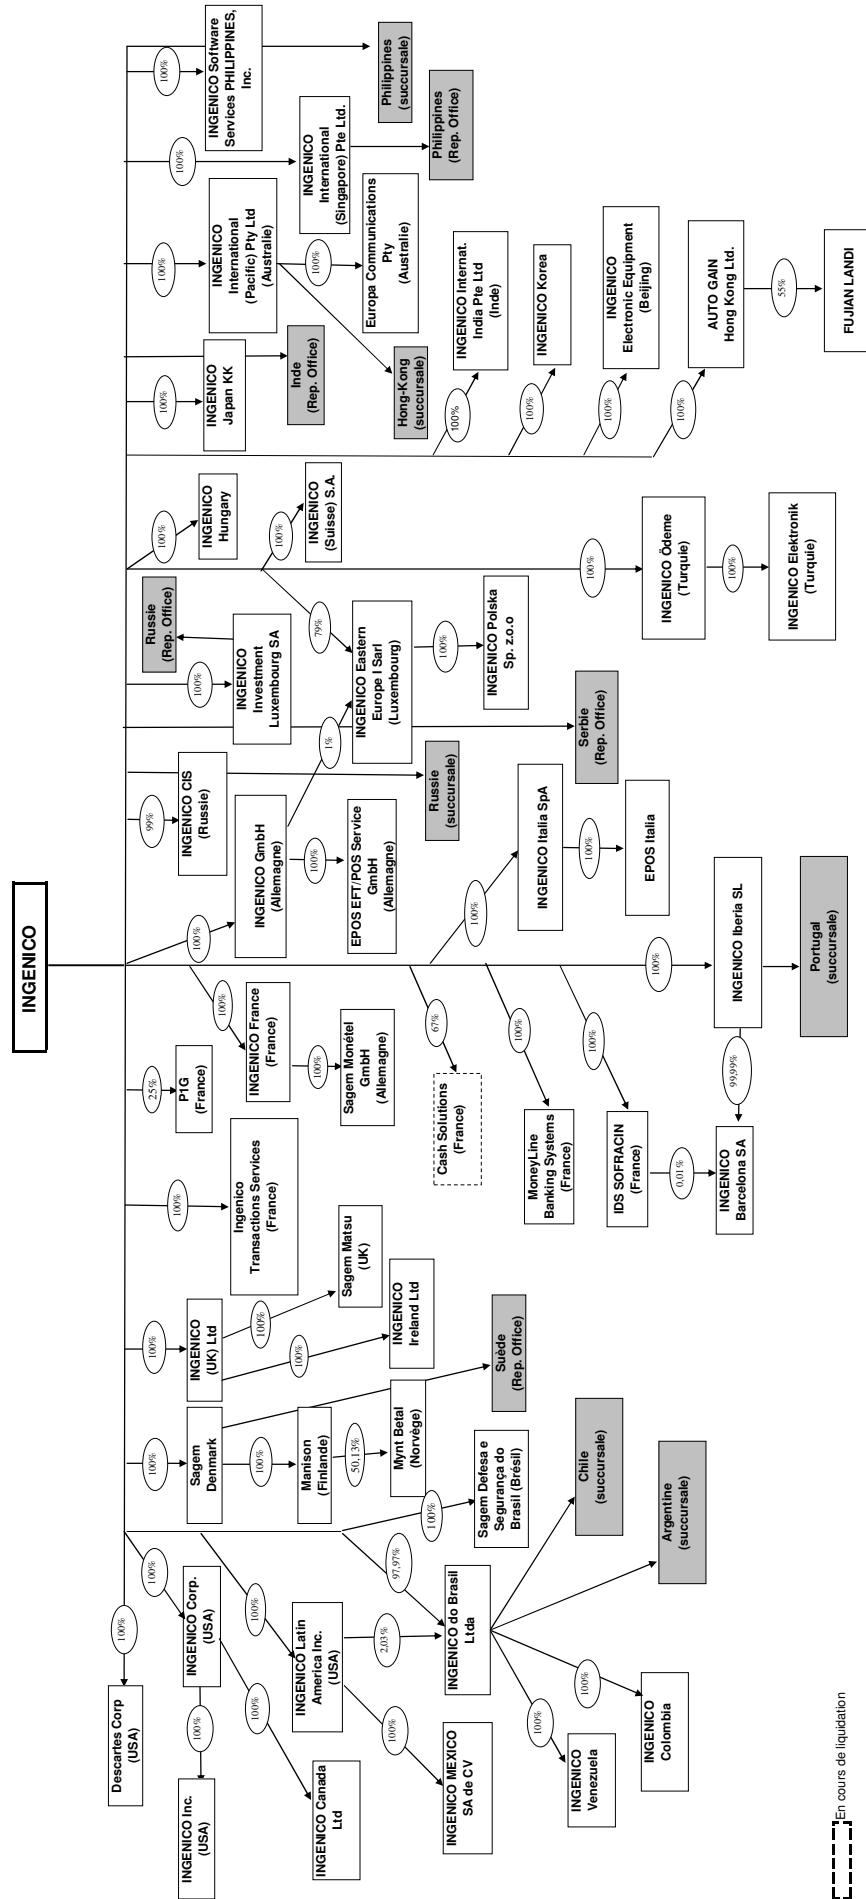 INGENICO
100%
Descartes Corp
(USA)
100%
INGENICO Corp.
(USA)
100%
INGENICO Inc.
(USA)
100%
INGENICO Canada
Ltd
100%
INGENICO Latin
America Inc.
(USA)
100%
INGENICO MEXICO
SA de CV
2,03%
97,97%
INGENICO do Brasil
Ltda
100%
Sagem Defesa e
Segurança do
Brasil (Brésil)
100%
INGENICO
Venezuela
100%
INGENICO
Colombia
Chile
(succursale)
Argentine
(succursale)
100%
Sagem
Denmark
100%
Manison
(Finlande)
50,13%
Mynt Betal
(Norvège)
Suède
(Rep. Office)
100%
INGENICO
(UK) Ltd
100%
Sagem Matsu
(UK)
100%
INGENICO
Ireland Ltd
100%
Ingenico
Transactions Services
(France)
25%
P1G
(France)
100%
INGENICO France
(France)
100%
Sagem Monétel
GmbH
(Allemagne)
67%
Cash Solutions
(France)
100%
MoneyLine
Banking Systems
(France)
100%
IDS SOFRACIN
(France)
0,01%
INGENICO
Barcelona SA
99,99%
100%
INGENICO Iberia SL
Portugal
(succursale)
100%
INGENICO Italia SpA
100%
EPOS Italia
100%
INGENICO GmbH
(Allemagne)
100%
EPOS EFT/POS Service
GmbH
(Allemagne)
1%
99%
INGENICO CIS
(Russie)
Russie
(succursale)
Serbie
(Rep. Office)
100%
INGENICO
Investment
Luxembourg SA
Russie
(Rep. Office)
79%
INGENICO Eastern
Europe I Sarl
(Luxembourg)
100%
INGENICO Polska
Sp. z.o.o
100%
INGENICO
Hungary
100%
INGENICO
(Suisse) S.A.
100%
INGENICO Ödeme
(Turquie)
100%
INGENICO Elektronik
(Turquie)
100%
INGENICO
Japan KK
Inde
(Rep. Office)
100%
INGENICO
International
(Pacific) Pty Ltd
(Australie)
100%
Europa Communications
Pty
(Australie)
Hong-Kong
(succursale)
100%
INGENICO
International
(Singapore) Pte Ltd.
Philippines
(Rep. Office)
100%
INGENICO Software
Services PHILIPPINES,
Inc.
Philippines
(succursale)
100%
INGENICO Internat.
India Pte Ltd
(Inde)
100%
INGENICO Korea
100%
INGENICO
Electronic Equipment
(Beijing)
100%
AUTO GAIN
Hong Kong Ltd.
55%
FUJIAN LANDI
En cours de liquidation